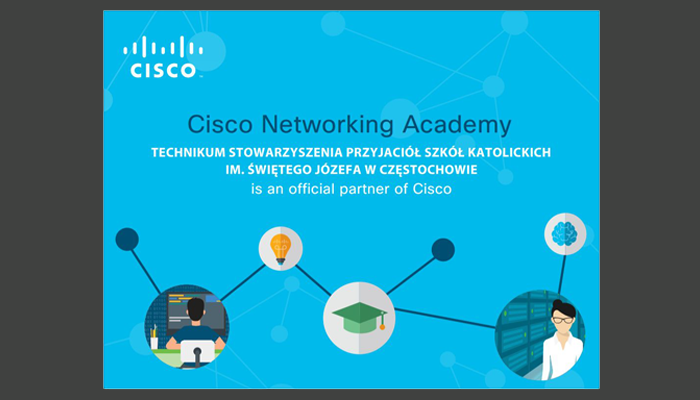 CISCO
Cisco Networking Academy
TECHNIKUM STOWARZYSZENIA PRZYJACIÓŁ SZKÓŁ KATOLICKICH
IM. ŚWIĘTEGO JÓZEFA W CZĘSTOCHOWIE
is an official partner of Cisco